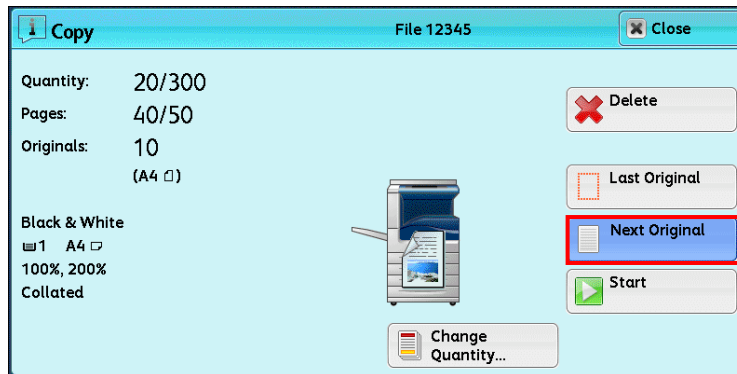 Copy File 12345 Close
Quantity: 20/300
Pages: 40/50
Originals: 10
(A4)
Black & White
1 A4
100%, 200%
Collated
Delete
Last Original
Next Original
Start
Change
Quantity...